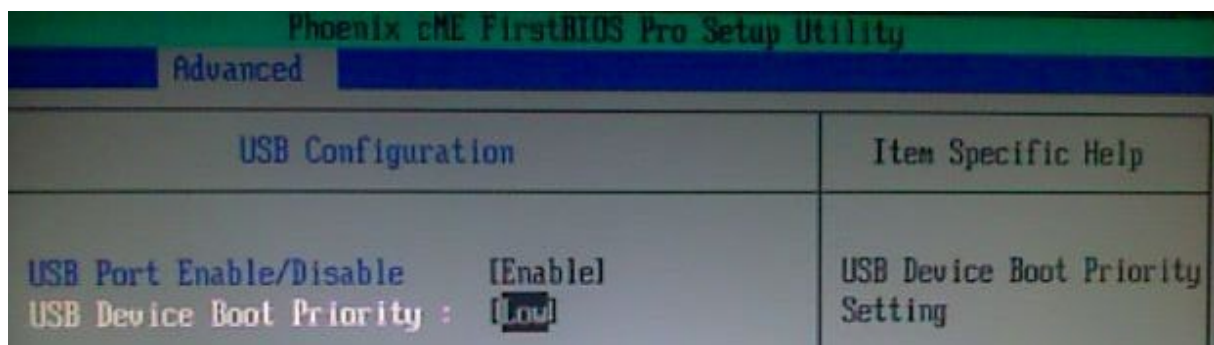 Phoenix cME FirstBIOS Pro Setup Utility
Advanced
USB Configuration
Item Specific Help
USB Port Enable/Disable [Enable]
USB Device Boot Priority : [Low]
USB Device Boot Priority
Setting